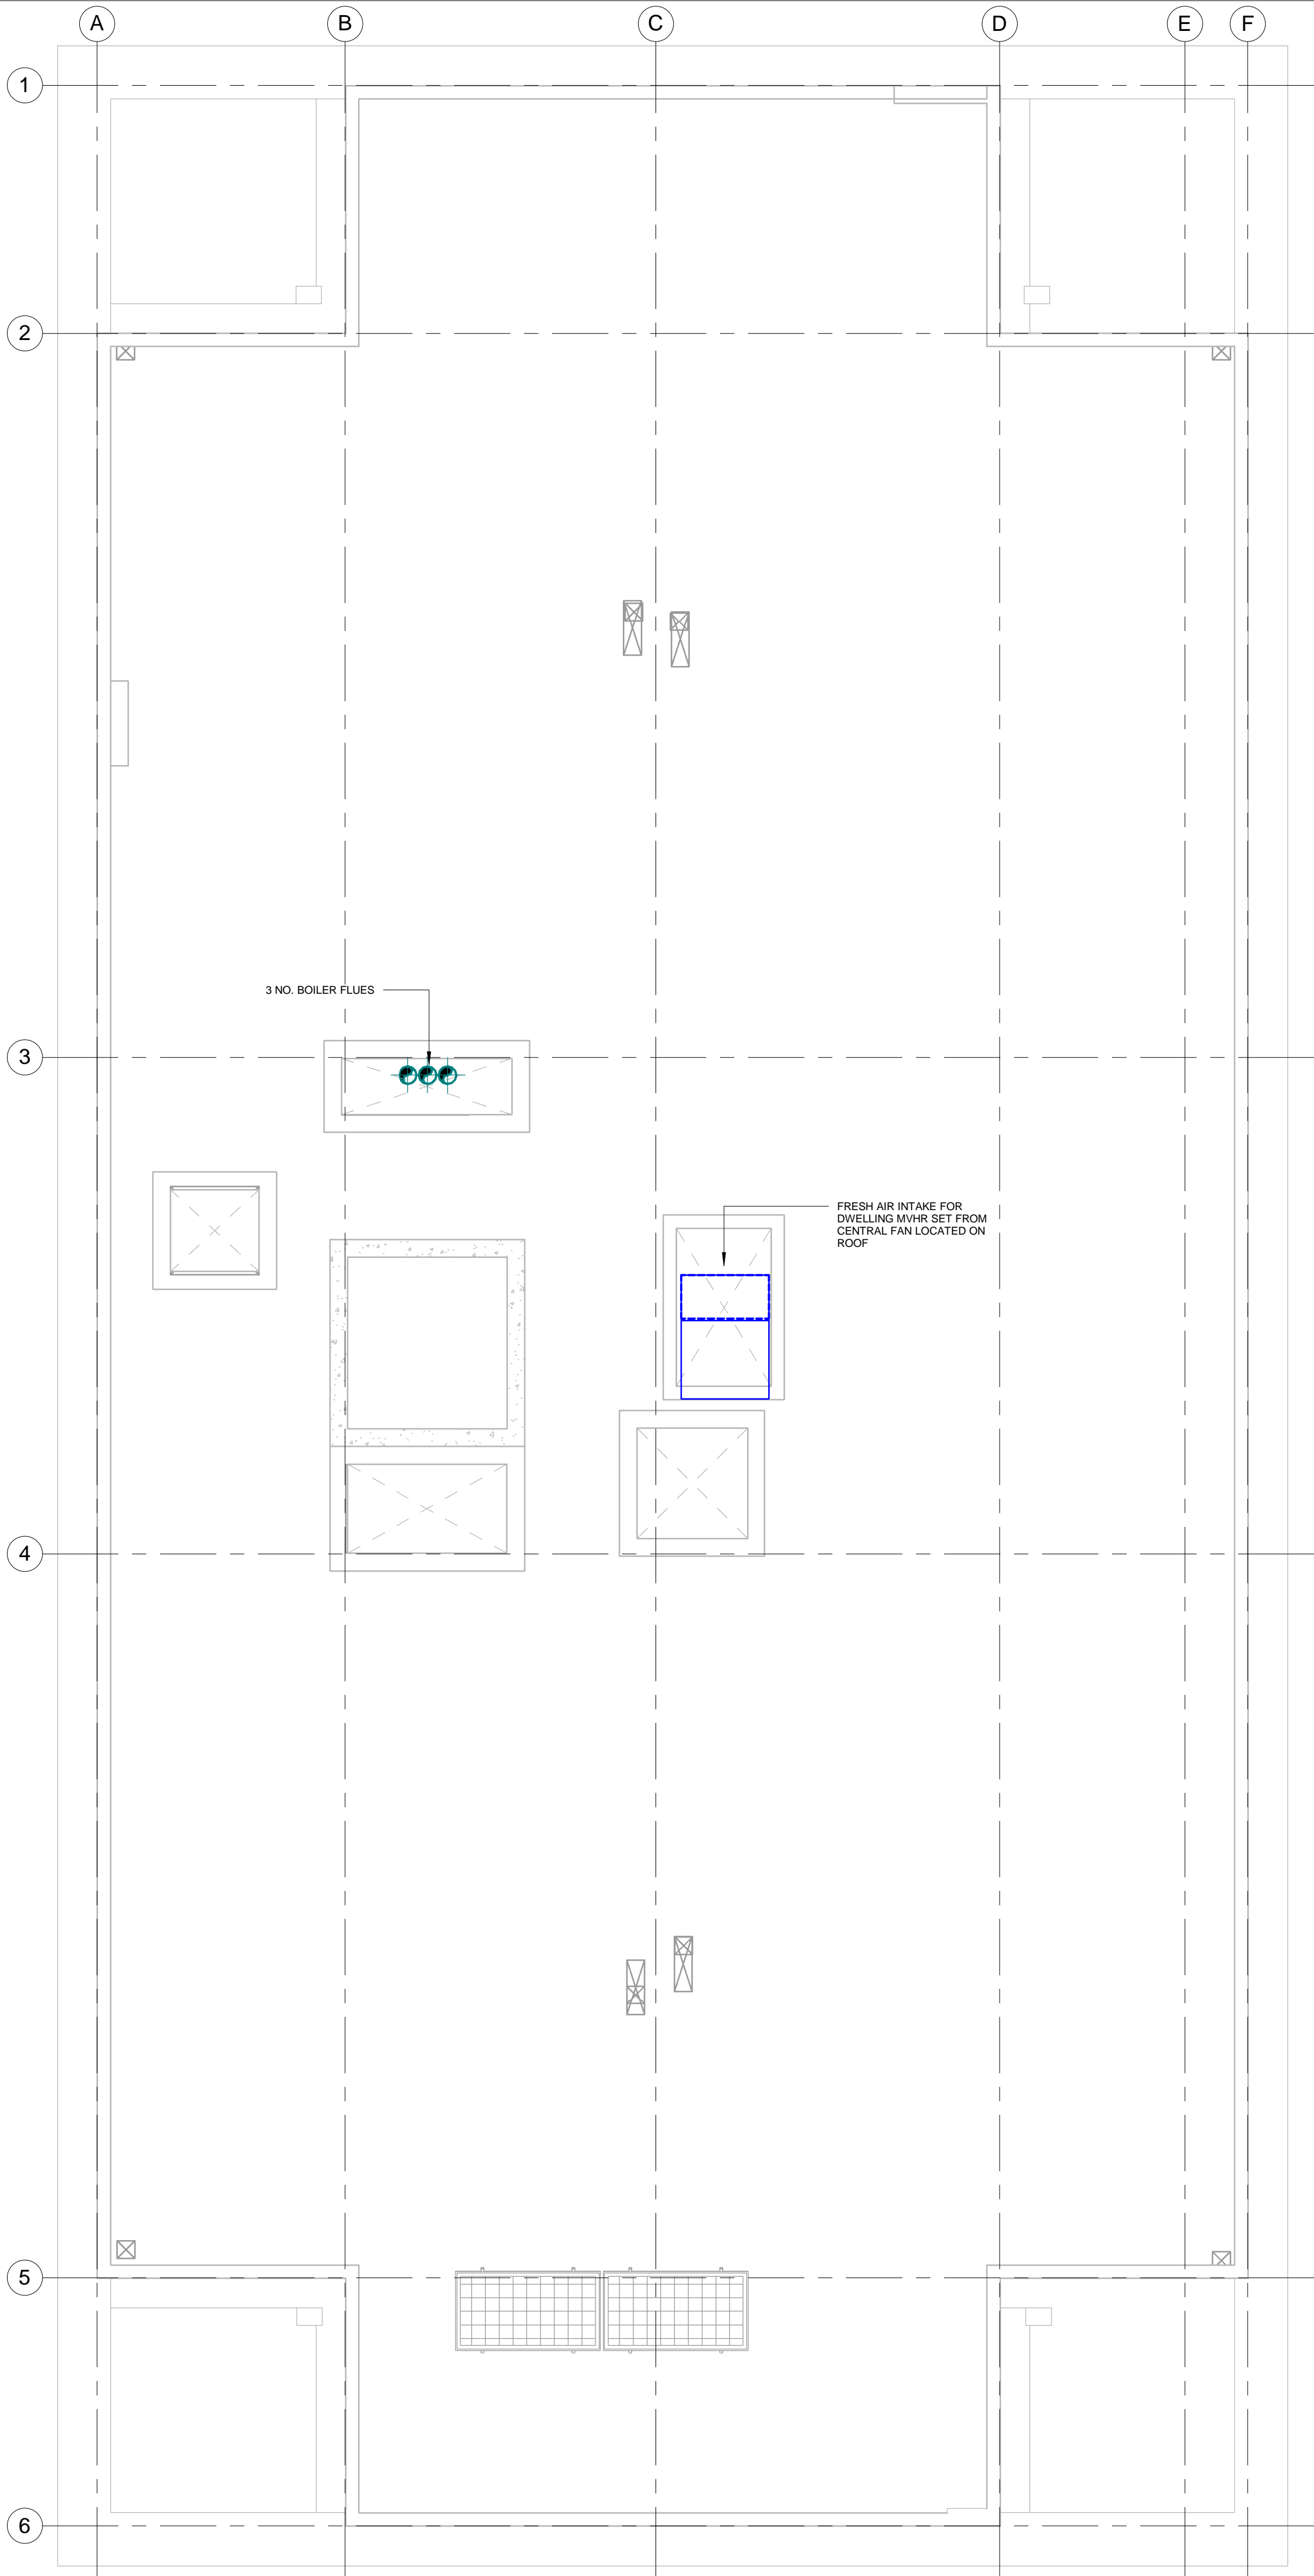 A B C D E F
1
2
3 NO. BOILER FLUES
3
FRESH AIR INTAKE FOR
DWELLING MVHR SET FROM
CENTRAL FAN LOCATED ON
ROOF
4
5
6